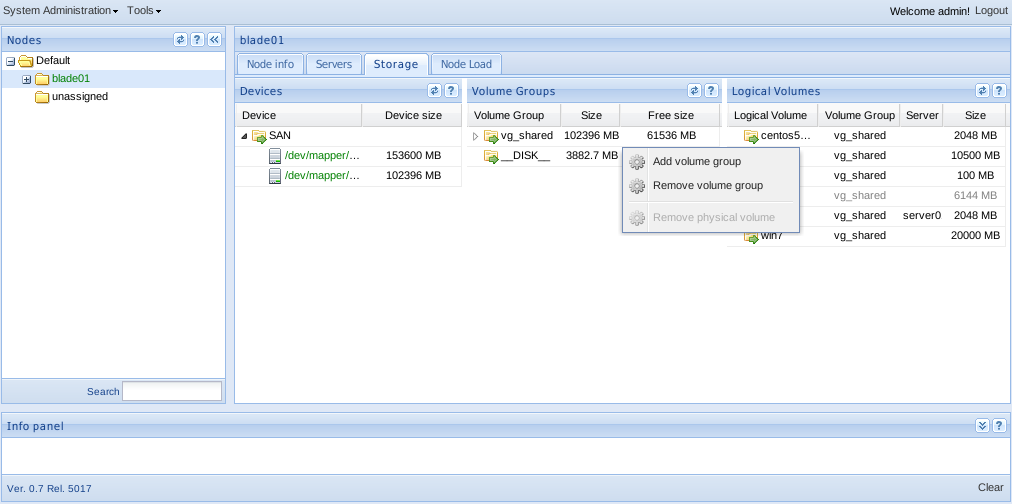 System Administration Tools Welcome admin! Logout
Nodes
Default
blade01
unassigned
Search
blade01
Node info Servers Storage Node Load
Devices
Device Device size
SAN
/dev/mapper/... 153600 MB
/dev/mapper/... 102396 MB
Volume Groups
Volume Group Size Free size
vg_shared 102396 MB 61536 MB
__DISK__ 3882.7 MB
Add volume group
Remove volume group
Remove physical volume
Logical Volumes
Logical Volume Volume Group Server Size
centos5... vg_shared 2048 MB
vg_shared 10500 MB
vg_shared 100 MB
vg_shared 6144 MB
vg_shared server0 2048 MB
win7 vg_shared 20000 MB
Info panel
Ver. 0.7 Rel. 5017 Clear